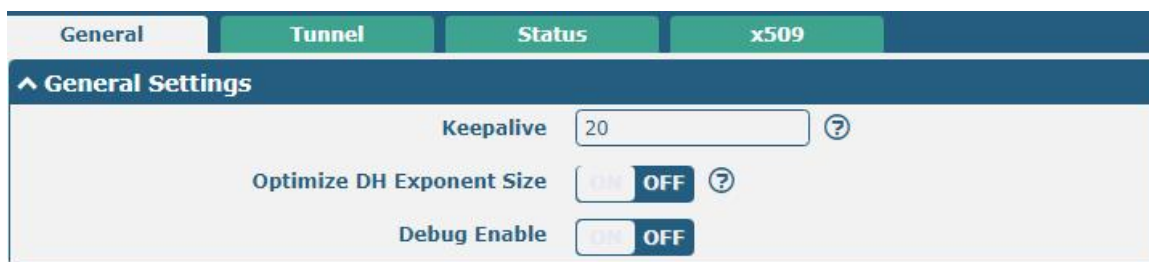 General Tunnel Status x509
General Settings
Keepalive 20 ?
Optimize DH Exponent Size ON OFF ?
Debug Enable ON OFF